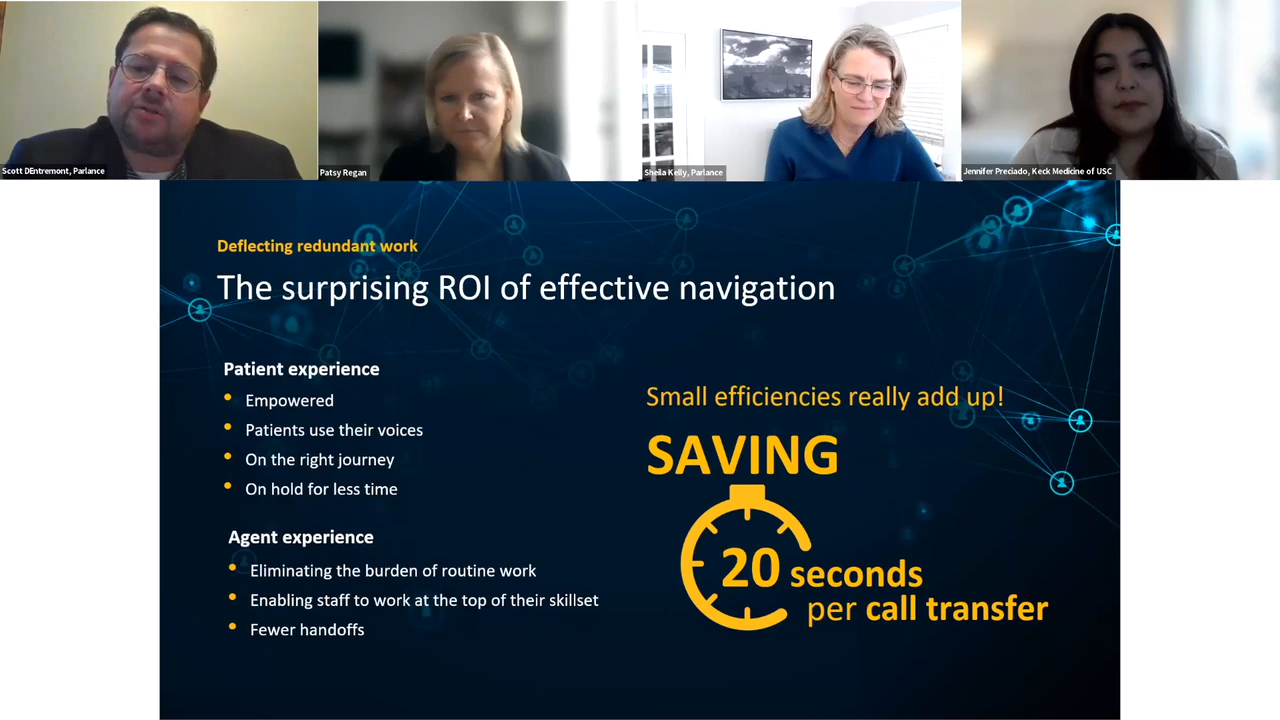 Scott DEntremont, Parlance
Patsy Regan
Sheila Kelly, Parlance
Jennifer Preciado, Keck Medicine of USC
Deflecting redundant work
The surprising ROI of effective navigation
Patient experience
• Empowered
• Patients use their voices
• On the right journey
• On hold for less time
Agent experience
• Eliminating the burden of routine work
• Enabling staff to work at the top of their skillset
• Fewer handoffs
Small efficiencies really add up!
SAVING
20 seconds
per call transfer